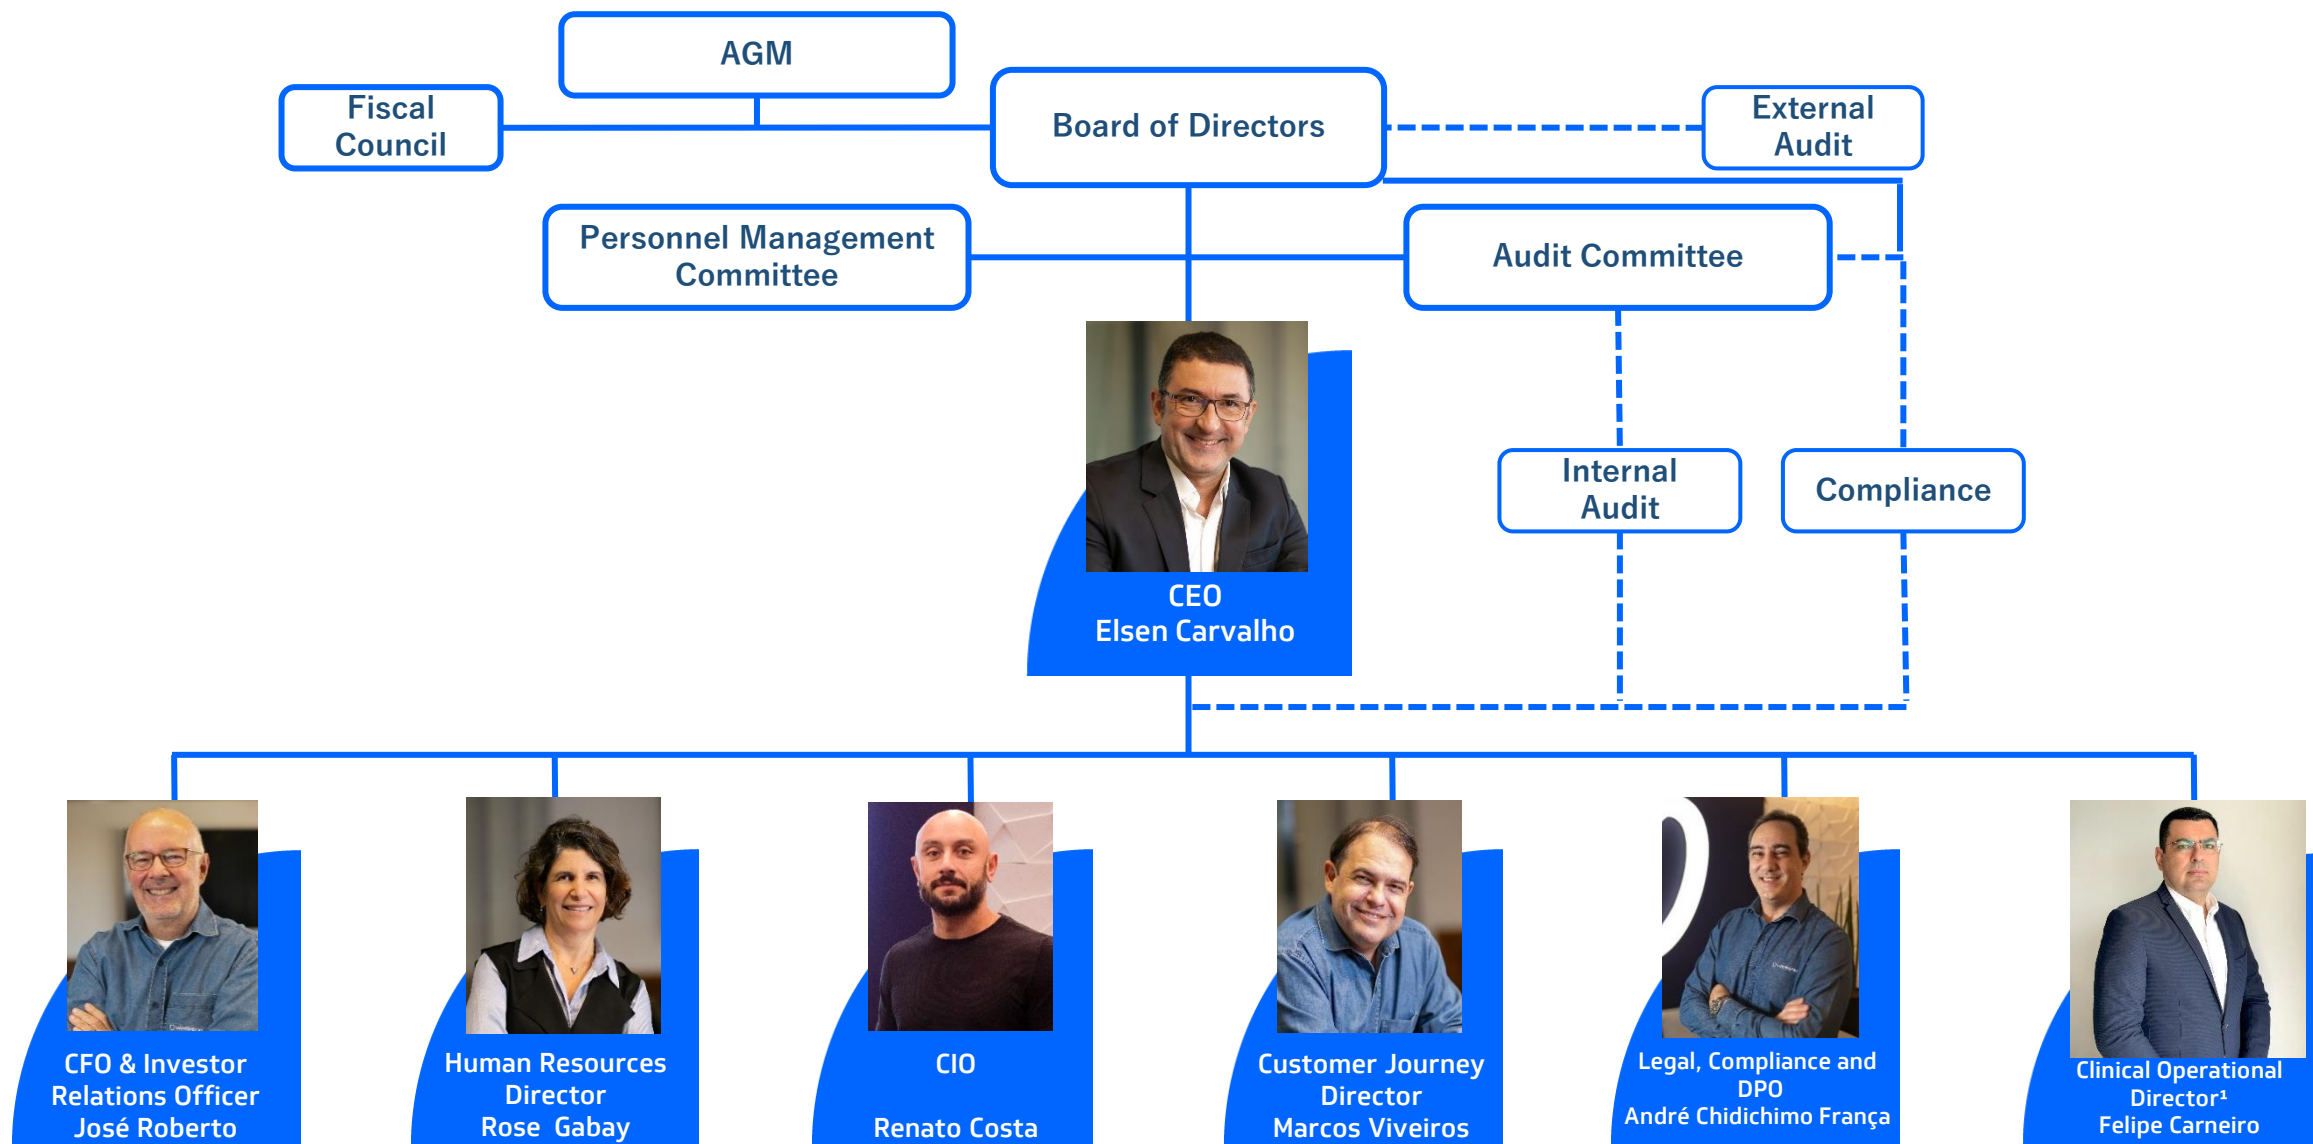 AGM
Fiscal
Council
Board of Directors
External
Audit
Personnel Management
Committee
Audit Committee
Internal
Audit
Compliance
CEO
Elsen Carvalho
CFO & Investor
Relations Officer
José Roberto
Human Resources
Director
Rose Gabay
CIO
Renato Costa
Customer Journey
Director
Marcos Viveiros
Legal, Compliance and
DPO
André Chidichimo França
Clinical Operational
Director¹
Felipe Carneiro